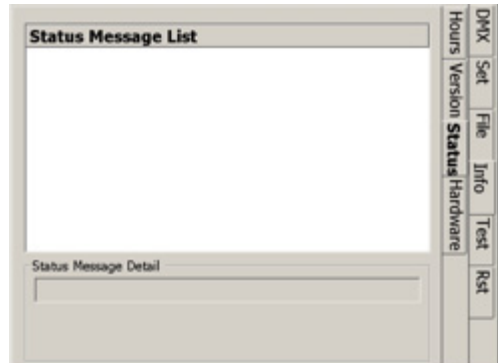 Status Message List
Status Message Detail
Hours
Version
Status
Hardware
DMX
Set
File
Info
Test
Rst